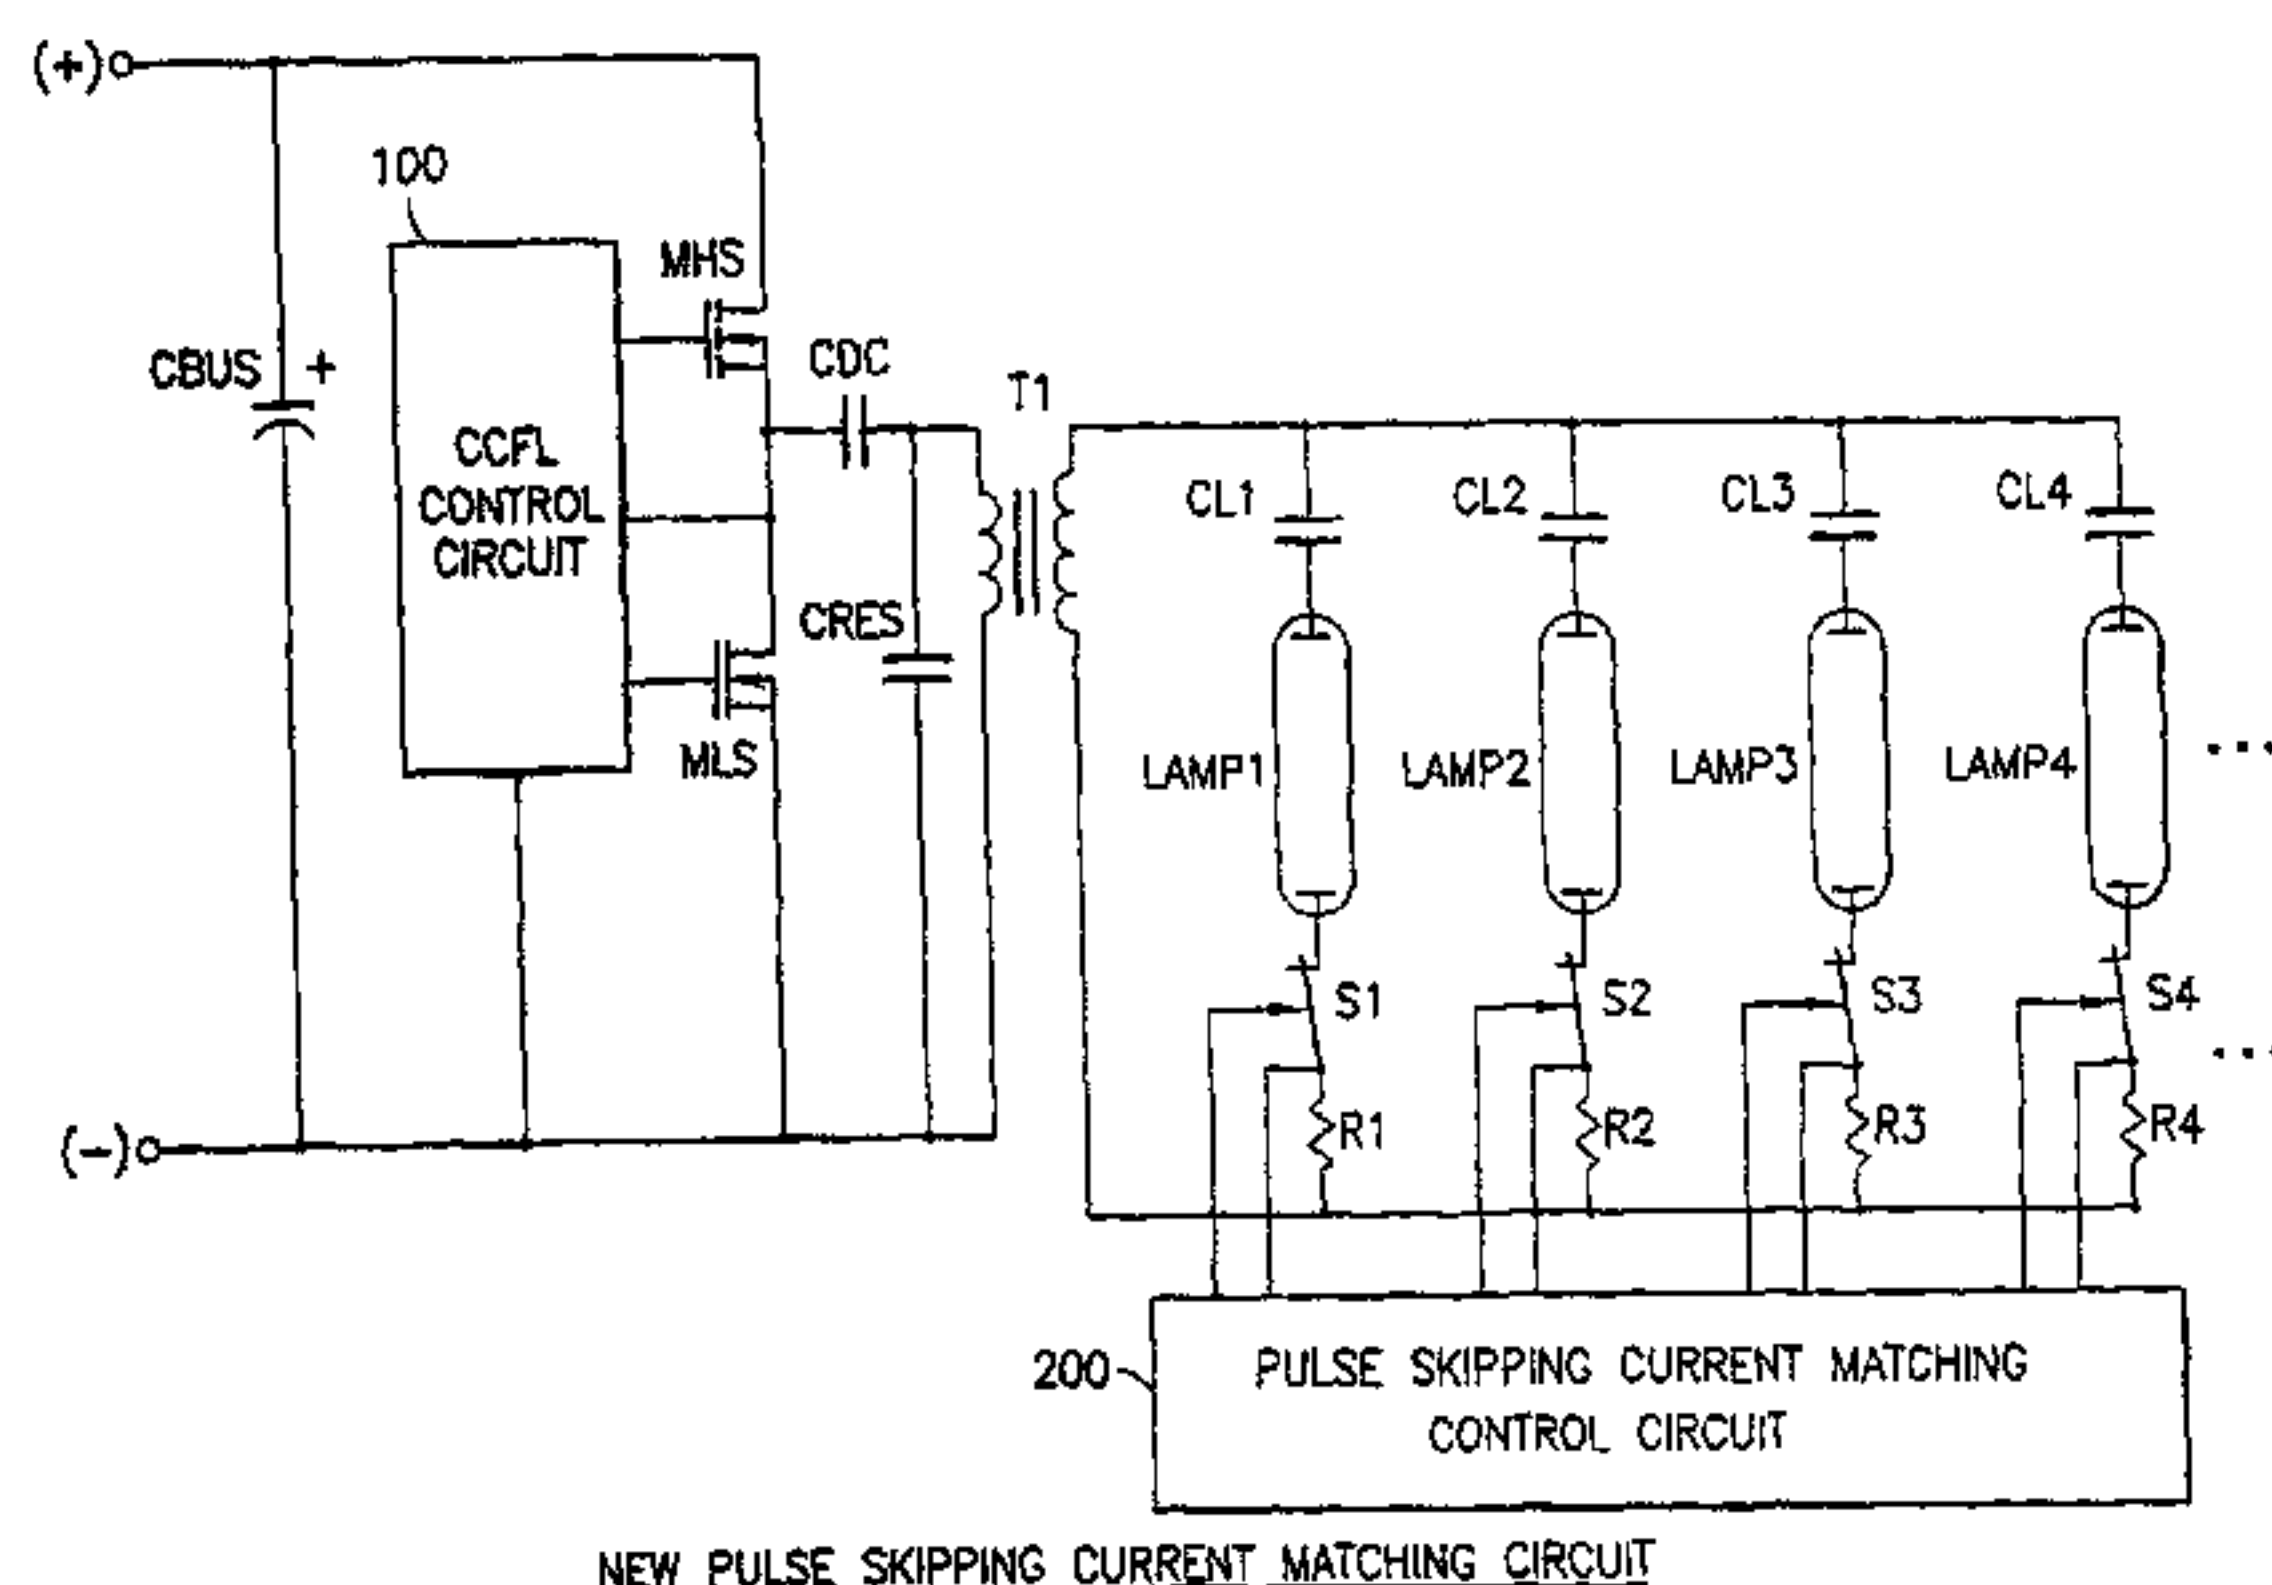 (+)
100
MHS
CBUS +
CDC
T1
CCFL
CONTROL
CIRCUIT
CL1
CL2
CL3
CL4
CRES
MLS
LAMP1
LAMP2
LAMP3
LAMP4
...
S1
S2
S3
S4
...
R1
R2
R3
R4
(-)
200
PULSE SKIPPING CURRENT MATCHING
CONTROL CIRCUIT
NEW PULSE SKIPPING CURRENT MATCHING CIRCUIT